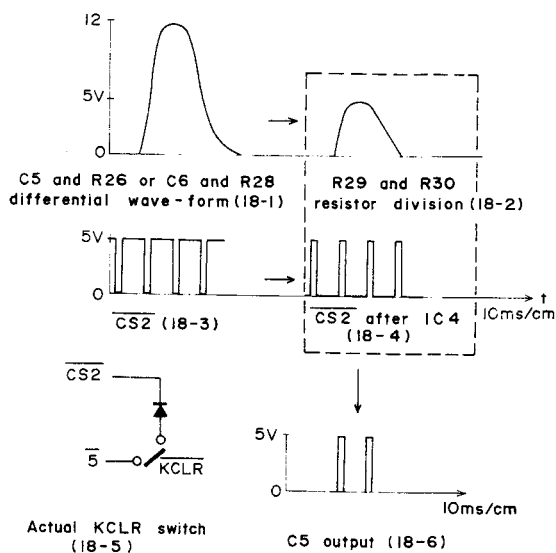 12
5V
0
C5 and R26 or C6 and R28
differential wave-form (18-1)
R29 and R30
resistor division (18-2)
5V
0
t
10ms/cm
CS2 (18-3)
CS2 after IC4
(18-4)
CS2
5
KCLR
5V
0
10ms/cm
Actual KCLR switch
(18-5)
C5 output (18-6)